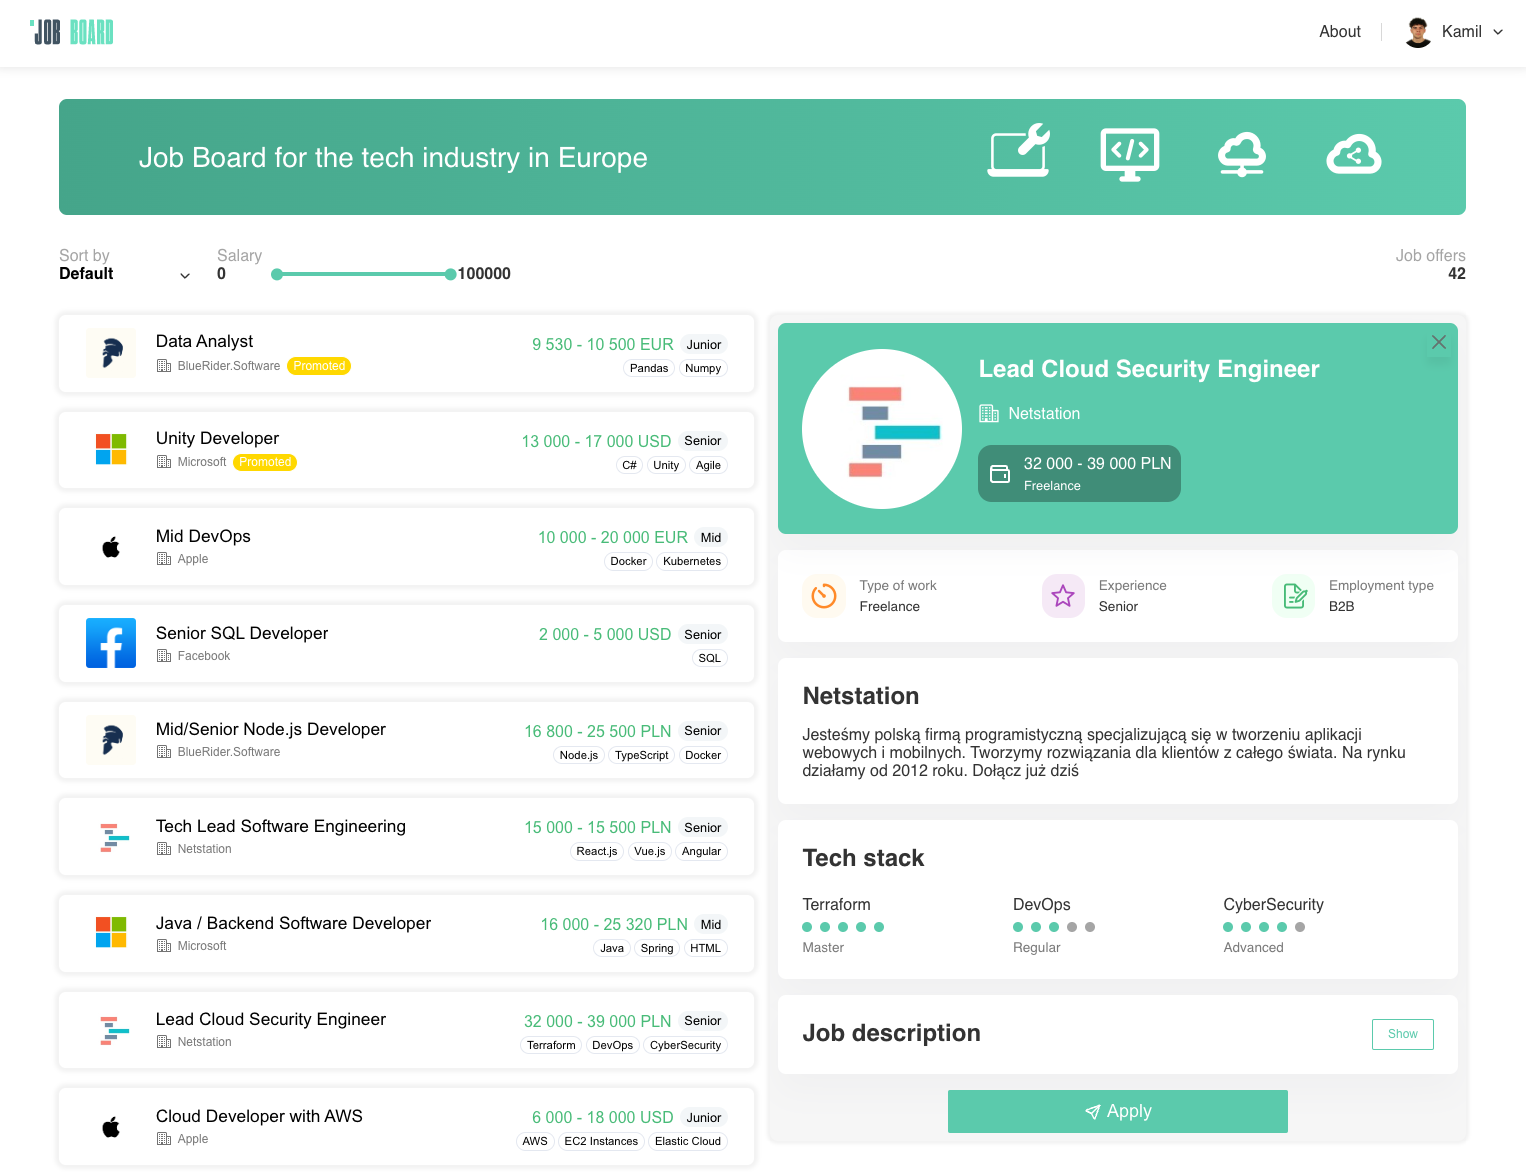 JOB BOARD
About
Kamil
Job Board for the tech industry in Europe
Sort by
Default
Salary
0
100000
Job offers
42
Data Analyst
BlueRider.Software
Promoted
9 530 - 10 500 EUR
Junior
Pandas
Numpy
Unity Developer
Microsoft
Promoted
13 000 - 17 000 USD
Senior
C#
Unity
Agile
Mid DevOps
Apple
10 000 - 20 000 EUR
Mid
Docker
Kubernetes
Senior SQL Developer
Facebook
2 000 - 5 000 USD
Senior
SQL
Mid/Senior Node.js Developer
BlueRider.Software
16 800 - 25 500 PLN
Senior
Node.js
TypeScript
Docker
Tech Lead Software Engineering
Netstation
15 000 - 15 500 PLN
Senior
React.js
Vue.js
Angular
Java / Backend Software Developer
Microsoft
16 000 - 25 320 PLN
Mid
Java
Spring
HTML
Lead Cloud Security Engineer
Netstation
32 000 - 39 000 PLN
Senior
Terraform
DevOps
CyberSecurity
Cloud Developer with AWS
Apple
6 000 - 18 000 USD
Junior
AWS
EC2 Instances
Elastic Cloud
Lead Cloud Security Engineer
Netstation
32 000 - 39 000 PLN
Freelance
Type of work
Freelance
Experience
Senior
Employment type
B2B
Netstation
Jesteśmy polską firmą programistyczną specjalizującą się w tworzeniu aplikacji
webowych i mobilnych. Tworzymy rozwiązania dla klientów z całego świata. Na rynku
działamy od 2012 roku. Dołącz już dziś
Tech stack
Terraform
Master
DevOps
Regular
CyberSecurity
Advanced
Job description
Show
Apply